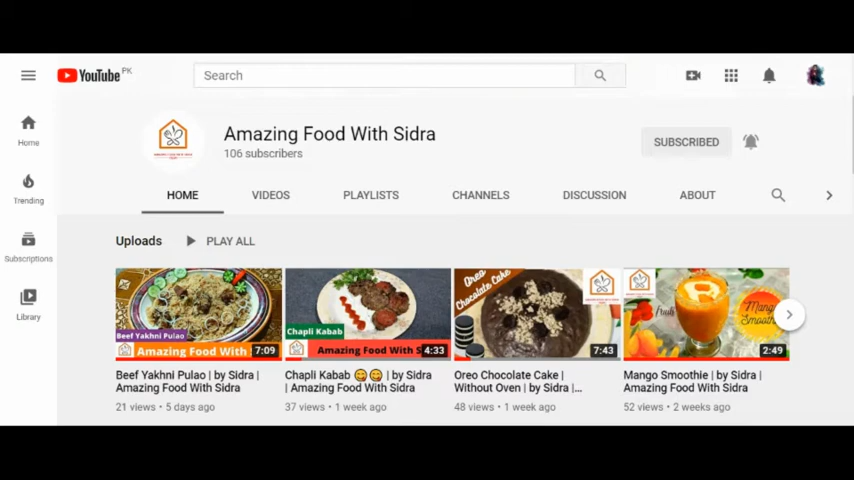 YouTube PK
Search
Home
Trending
Subscriptions
Library
Amazing Food With Sidra
106 subscribers
SUBSCRIBED
HOME VIDEOS PLAYLISTS CHANNELS DISCUSSION ABOUT
Uploads PLAY ALL
Beef Yakhni Pulao
Amazing Food With
7:09
Beef Yakhni Pulao | by Sidra |
Amazing Food With Sidra
21 views • 5 days ago
Chapli Kabab
Amazing Food With S
4:33
Chapli Kabab 😋😋 | by Sidra
| Amazing Food With Sidra
37 views • 1 week ago
Oreo
Chocolate Cake
7:43
Oreo Chocolate Cake |
Without Oven | by Sidra |...
48 views • 1 week ago
Mango
Smoothie
2:49
Mango Smoothie | by Sidra |
Amazing Food With Sidra
52 views • 2 weeks ago